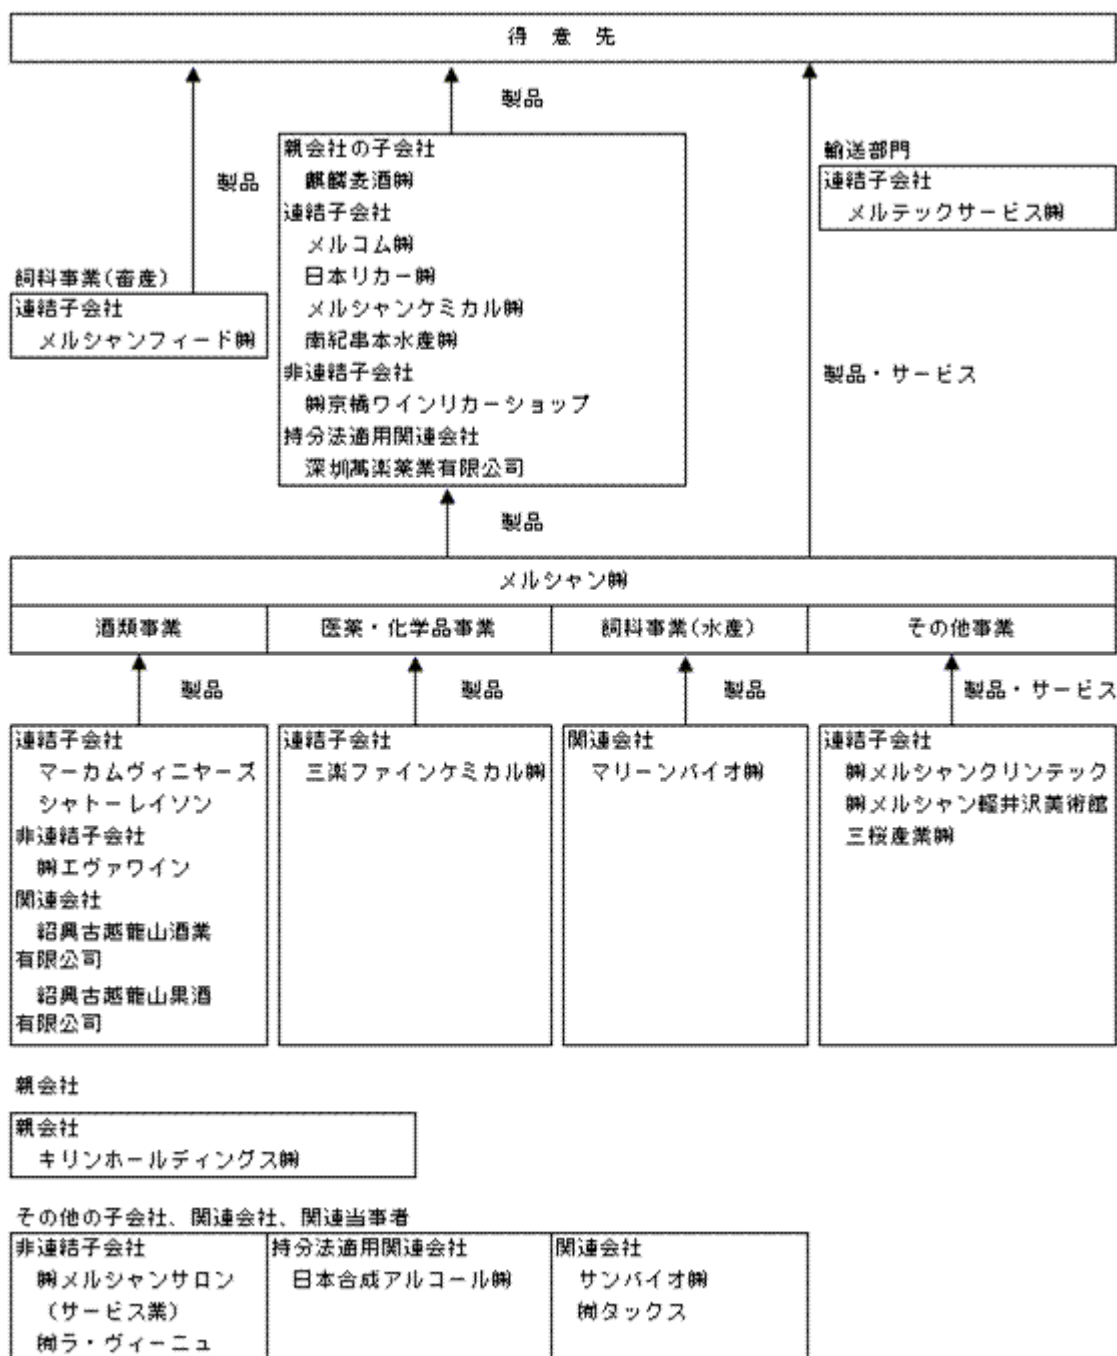 得 意 先
製品
製品
親会社の子会社
麒麟麦酒㈱
連結子会社
メルコム㈱
日本リカー㈱
メルシャンケミカル㈱
南紀串本水産㈱
非連結子会社
㈱京橋ワインリカーショップ
持分法適用関連会社
深圳萬楽薬業有限公司
輸送部門
連結子会社
メルテックサービス㈱
飼料事業(畜産)
連結子会社
メルシャンフィード㈱
製品・サービス
製品
メルシャン㈱
酒類事業
医薬・化学品事業
飼料事業(水産)
その他事業
製品
製品
製品
製品・サービス
連結子会社
マーカムヴィニヤーズ
シャトーレイソン
非連結子会社
㈱エヴァワイン
関連会社
紹興古越龍山酒業
有限公司
紹興古越龍山果酒
有限公司
連結子会社
三楽ファインケミカル㈱
関連会社
マリーンバイオ㈱
連結子会社
㈱メルシャンクリンテック
㈱メルシャン軽井沢美術館
三桜産業㈱
親会社
親会社
キリンホールディングス㈱
その他の子会社、関連会社、関連当事者
非連結子会社
㈱メルシャンサロン
(サービス業)
㈲ラ・ヴィーニュ
持分法適用関連会社
日本合成アルコール㈱
関連会社
サンバイオ㈱
㈲タックス